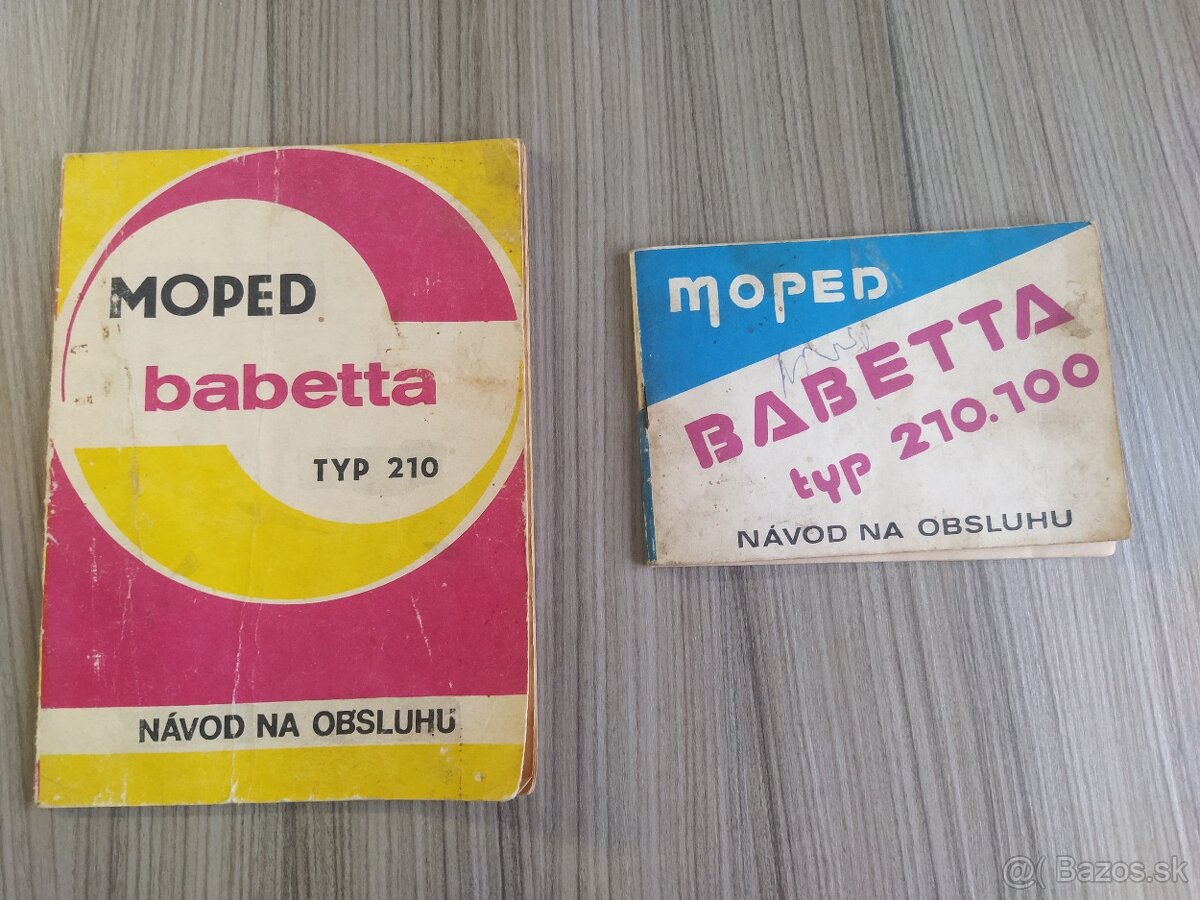 MOPED
babetta
TYP 210
NÁVOD NA OBSLUHU
MOPED
BABETTA
typ 210.100
NÁVOD NA OBSLUHU
@( Bazos.sk